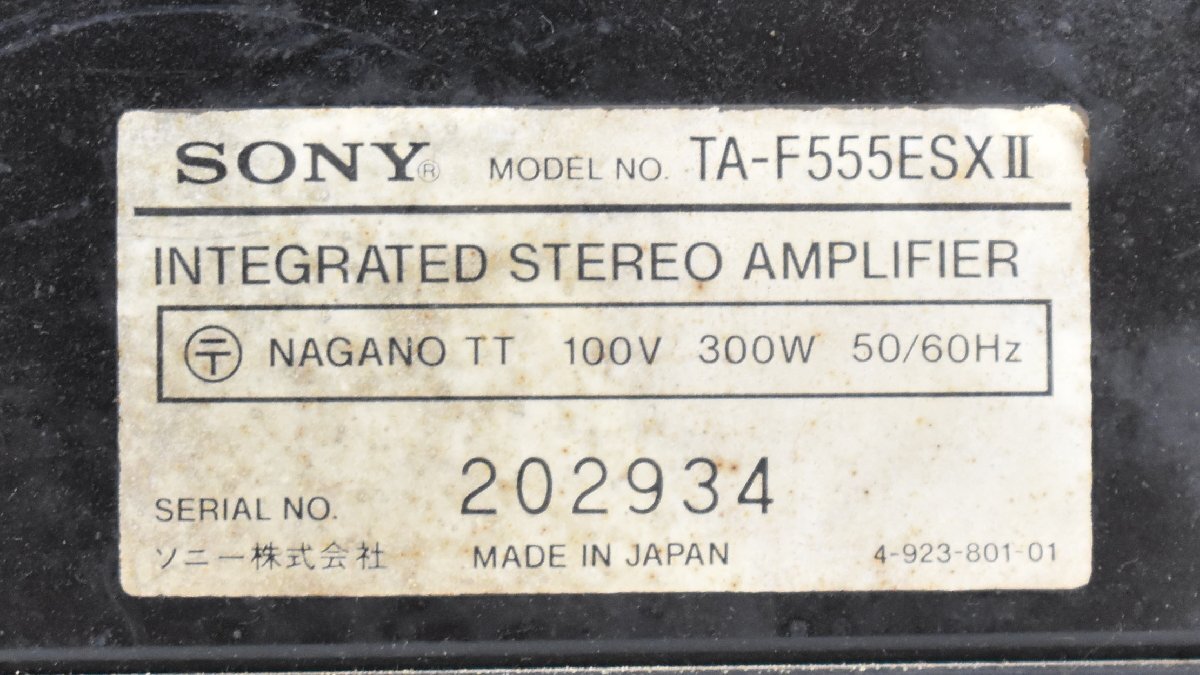 SONY® MODEL NO. TA-F555ESXⅡ
INTEGRATED STEREO AMPLIFIER
〶 NAGANO TT 100V 300W 50/60Hz
SERIAL NO. 202934
ソニー株式会社 MADE IN JAPAN 4-923-801-01